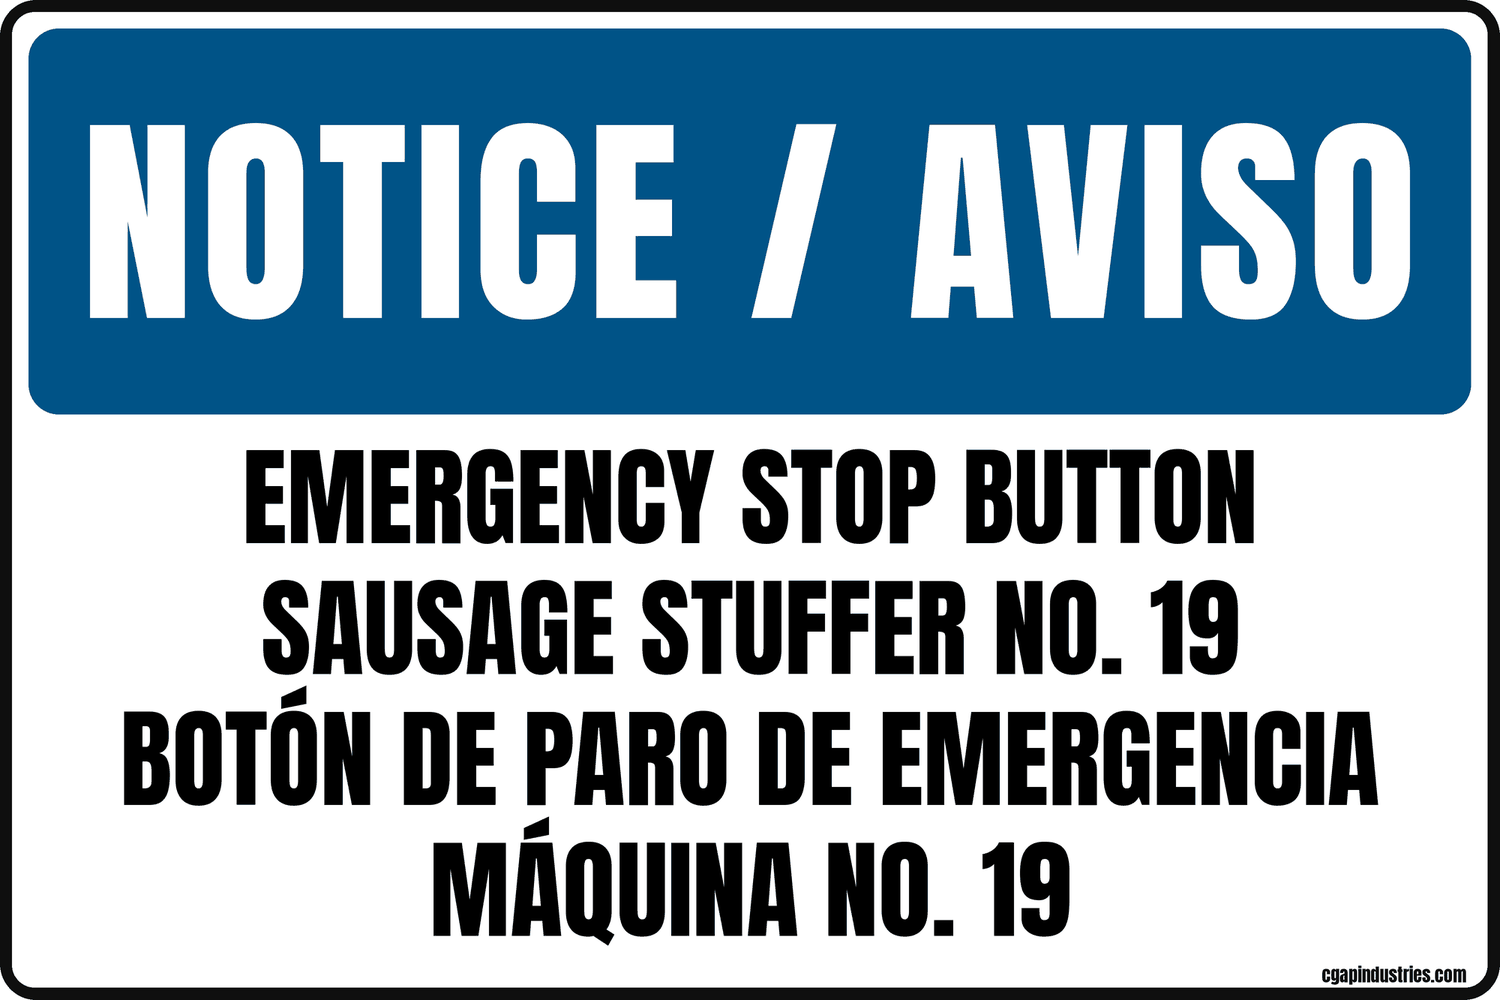 NOTICE / AVISO
EMERGENCY STOP BUTTON
SAUSAGE STUFFER NO. 19
BOTÓN DE PARO DE EMERGENCIA
MÁQUINA NO. 19
cgapindustries.com